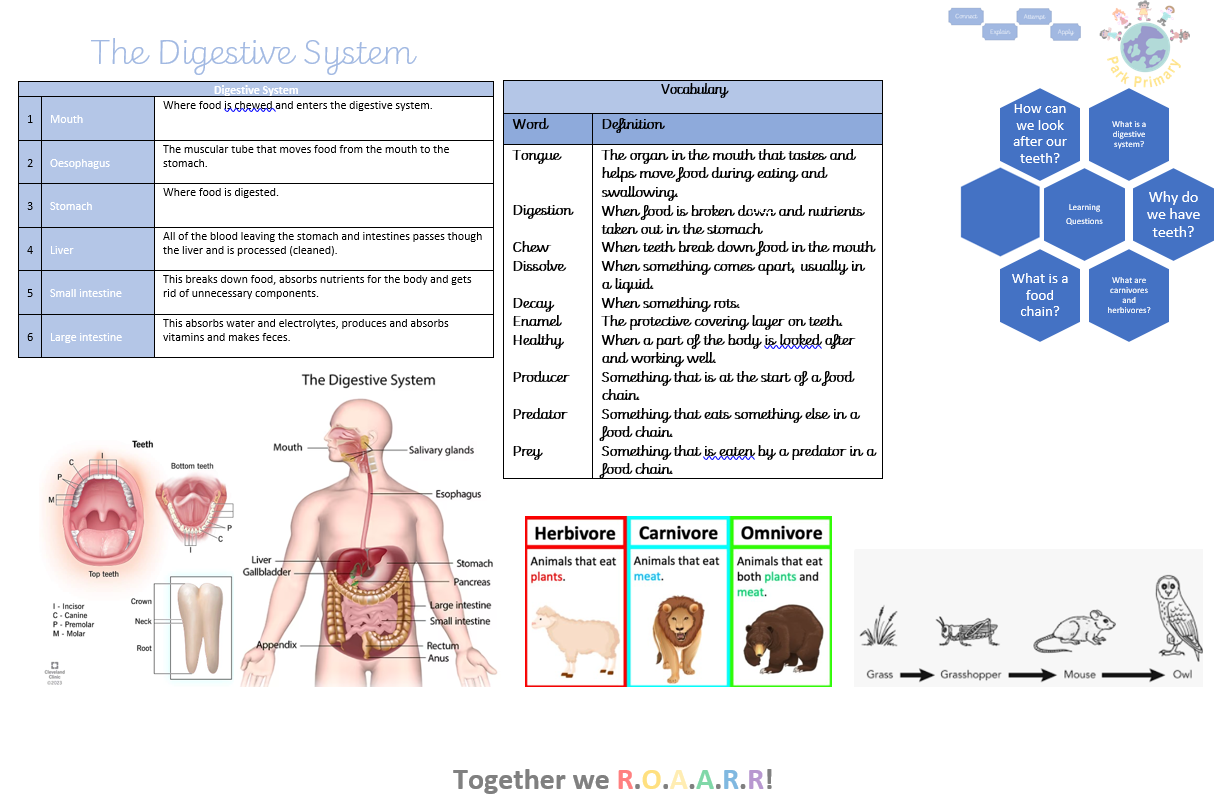 The Digestive System
Connect
Attempt
Explain
Apply
Park Primary
Digestive System
1 Mouth Where food is chewed and enters the digestive system.
2 Oesophagus The muscular tube that moves food from the mouth to the
stomach.
3 Stomach Where food is digested.
4 Liver All of the blood leaving the stomach and intestines passes though
the liver and is processed (cleaned).
5 Small intestine This breaks down food, absorbs nutrients for the body and gets
rid of unnecessary components.
6 Large intestine This absorbs water and electrolytes, produces and absorbs
vitamins and makes feces.
Vocabulary
Word Definition
Tongue The organ in the mouth that tastes and
helps move food during eating and
swallowing.
Digestion When food is broken down and nutrients
taken out in the stomach
Chew When teeth break down food in the mouth
Dissolve When something comes apart, usually in
a liquid.
Decay When something rots.
Enamel The protective covering layer on teeth.
Healthy When a part of the body is looked after
and working well.
Producer Something that is at the start of a food
chain.
Predator Something that eats something else in a
food chain.
Prey Something that is eaten by a predator in a
food chain.
How can
we look
after our
teeth?
What is a
digestive
system?
Learning
Questions
Why do
we have
teeth?
What is a
food
chain?
What are
carnivores
and
herbivores?
Teeth
I
C
P
M
Top teeth
Bottom teeth
P
C
I
I - Incisor
C - Canine
P - Premolar
M - Molar
Crown
Neck
Root
Cleveland
Clinic
©2023
The Digestive System
Mouth
Salivary glands
Esophagus
Liver
Gallbladder
Stomach
Pancreas
Large intestine
Small intestine
Appendix
Rectum
Anus
Herbivore
Animals that eat
plants.
Carnivore
Animals that eat
meat.
Omnivore
Animals that eat
both plants and
meat.
Grass Grasshopper Mouse Owl
Together we R.O.A.A.R.R!